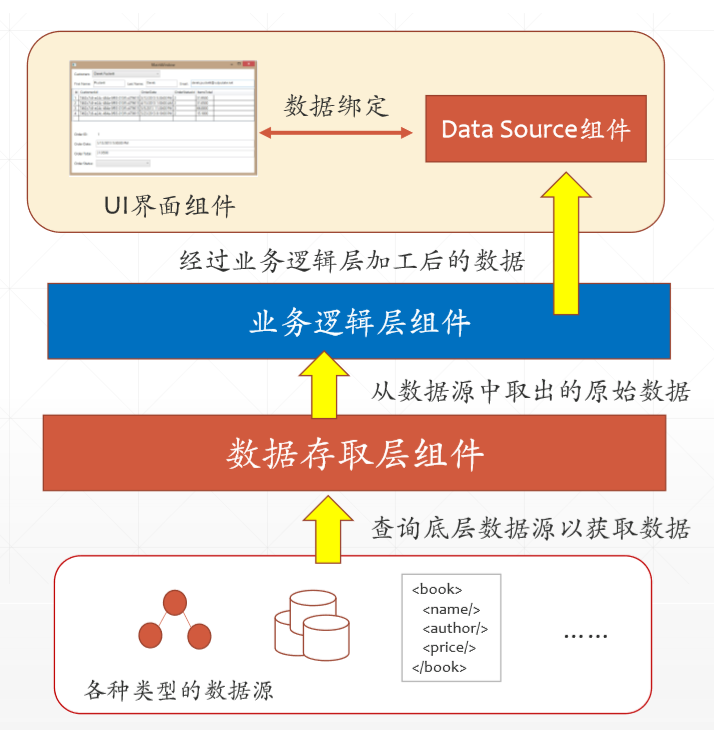 数据绑定
Data Source组件
UI界面组件
经过业务逻辑层加工后的数据
业务逻辑层组件
从数据源中取出的原始数据
数据存取层组件
查询底层数据源以获取数据
<book>
<name/>
<author/>
<price/>
</book>
……
各种类型的数据源